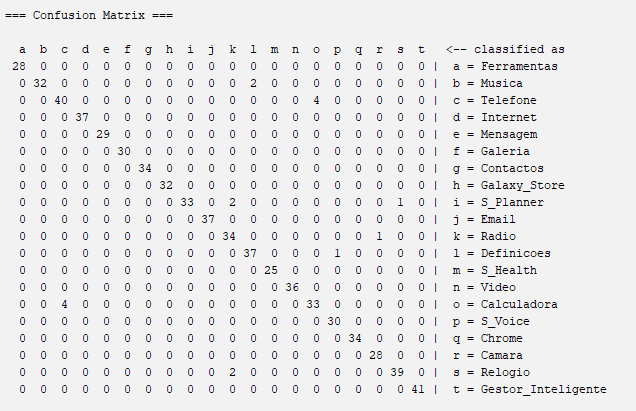 === Confusion Matrix ===
a b c d e f g h i j k l m n o p q r s t <-- classified as
28 0 0 0 0 0 0 0 0 0 0 0 0 0 0 0 0 0 0 0 | a = Ferramentas
0 32 0 0 0 0 0 0 0 0 0 2 0 0 0 0 0 0 0 0 | b = Musica
0 0 40 0 0 0 0 0 0 0 0 0 0 0 4 0 0 0 0 0 | c = Telefone
0 0 0 37 0 0 0 0 0 0 0 0 0 0 0 0 0 0 0 0 | d = Internet
0 0 0 0 29 0 0 0 0 0 0 0 0 0 0 0 0 0 0 0 | e = Mensagem
0 0 0 0 0 30 0 0 0 0 0 0 0 0 0 0 0 0 0 0 | f = Galeria
0 0 0 0 0 0 34 0 0 0 0 0 0 0 0 0 0 0 0 0 | g = Contactos
0 0 0 0 0 0 0 32 0 0 0 0 0 0 0 0 0 0 0 0 | h = Galaxy_Store
0 0 0 0 0 0 0 0 33 0 2 0 0 0 0 0 0 0 1 0 | i = S_Planner
0 0 0 0 0 0 0 0 0 37 0 0 0 0 0 0 0 0 0 0 | j = Email
0 0 0 0 0 0 0 0 0 0 34 0 0 0 0 0 0 1 0 0 | k = Radio
0 0 0 0 0 0 0 0 0 0 0 37 0 0 0 1 0 0 0 0 | l = Definicoes
0 0 0 0 0 0 0 0 0 0 0 0 25 0 0 0 0 0 0 0 | m = S_Health
0 0 0 0 0 0 0 0 0 0 0 0 0 36 0 0 0 0 0 0 | n = Video
0 0 4 0 0 0 0 0 0 0 0 0 0 0 33 0 0 0 0 0 | o = Calculadora
0 0 0 0 0 0 0 0 0 0 0 0 0 0 0 30 0 0 0 0 | p = S_Voice
0 0 0 0 0 0 0 0 0 0 0 0 0 0 0 0 34 0 0 0 | q = Chrome
0 0 0 0 0 0 0 0 0 0 0 0 0 0 0 0 0 28 0 0 | r = Camara
0 0 0 0 0 0 0 0 0 0 2 0 0 0 0 0 0 0 39 0 | s = Relogio
0 0 0 0 0 0 0 0 0 0 0 0 0 0 0 0 0 0 0 41 | t = Gestor_Inteligente